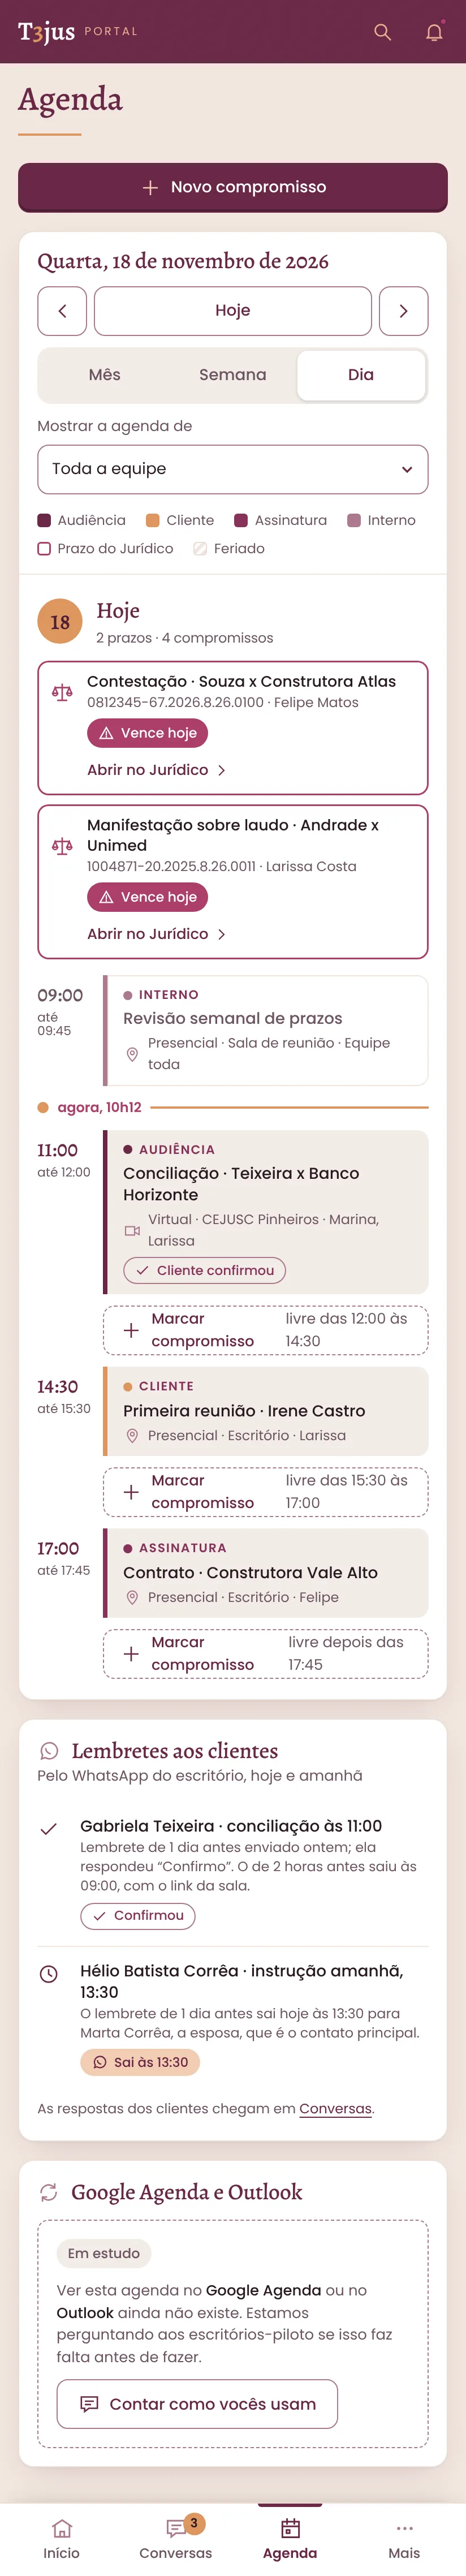 T3jus PORTAL
Agenda
Novo compromisso
Quarta, 18 de novembro de 2026
Hoje
Mês Semana Dia
Mostrar a agenda de
Toda a equipe
Audiência Cliente Assinatura Interno
Prazo do Jurídico Feriado
18
Hoje
2 prazos · 4 compromissos
Contestação · Souza x Construtora Atlas
0812345-67.2026.8.26.0100 · Felipe Matos
Vence hoje
Abrir no Jurídico
Manifestação sobre laudo · Andrade x
Unimed
1004871-20.2025.8.26.0011 · Larissa Costa
Vence hoje
Abrir no Jurídico
09:00
até
09:45
INTERNO
Revisão semanal de prazos
Presencial · Sala de reunião · Equipe
toda
agora, 10h12
11:00
até 12:00
AUDIÊNCIA
Conciliação · Teixeira x Banco
Horizonte
Virtual · CEJUSC Pinheiros · Marina,
Larissa
Cliente confirmou
Marcar
compromisso
livre das 12:00 às
14:30
14:30
até 15:30
CLIENTE
Primeira reunião · Irene Castro
Presencial · Escritório · Larissa
Marcar
compromisso
livre das 15:30 às
17:00
17:00
até 17:45
ASSINATURA
Contrato · Construtora Vale Alto
Presencial · Escritório · Felipe
Marcar
compromisso
livre depois das
17:45
Lembretes aos clientes
Pelo WhatsApp do escritório, hoje e amanhã
Gabriela Teixeira · conciliação às 11:00
Lembrete de 1 dia antes enviado ontem; ela
respondeu “Confirmo”. O de 2 horas antes saiu às
09:00, com o link da sala.
Confirmou
Hélio Batista Corrêa · instrução amanhã,
13:30
O lembrete de 1 dia antes sai hoje às 13:30 para
Marta Corrêa, a esposa, que é o contato principal.
Sai às 13:30
As respostas dos clientes chegam em Conversas.
Google Agenda e Outlook
Em estudo
Ver esta agenda no Google Agenda ou no
Outlook ainda não existe. Estamos
perguntando aos escritórios-piloto se isso faz
falta antes de fazer.
Contar como vocês usam
3
Início Conversas Agenda Mais